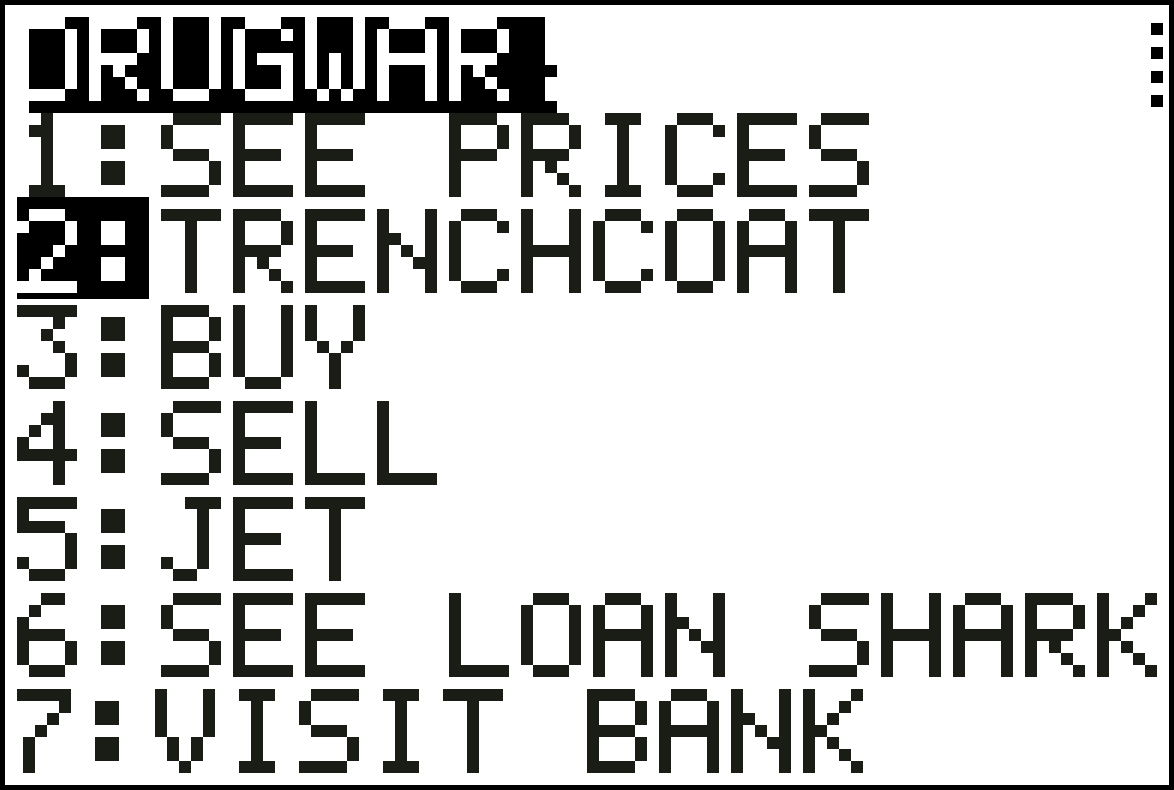 DRUGWAR
1:SEE PRICES
2:TRENCHCOAT
3:BUY
4:SELL
5:JET
6:SEE LOAN SHARK
7:VISIT BANK